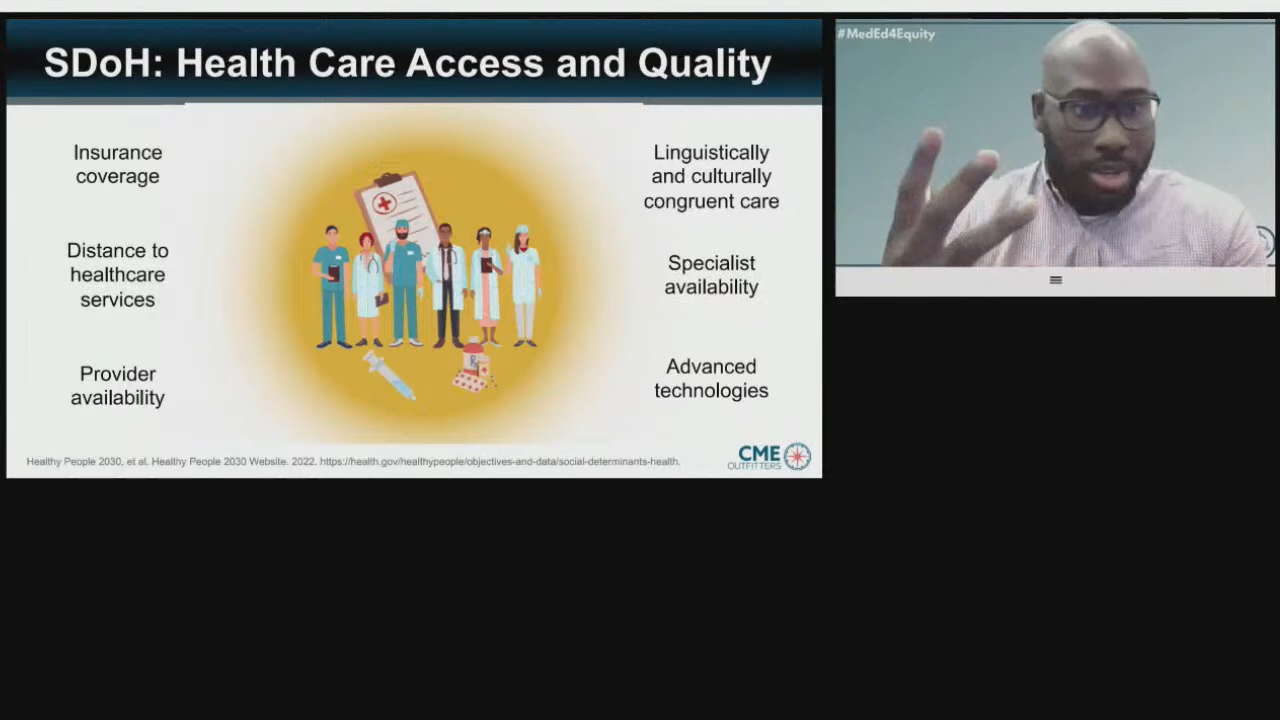 SDoH: Health Care Access and Quality
#MedEd4Equity
Insurance
coverage
Distance to
healthcare
services
Provider
availability
Linguistically
and culturally
congruent care
Specialist
availability
Advanced
technologies
Healthy People 2030, et al. Healthy People 2030 Website. 2022. https://health.gov/healthypeople/objectives-and-data/social-determinants-health.
CME
OUTFITTERS